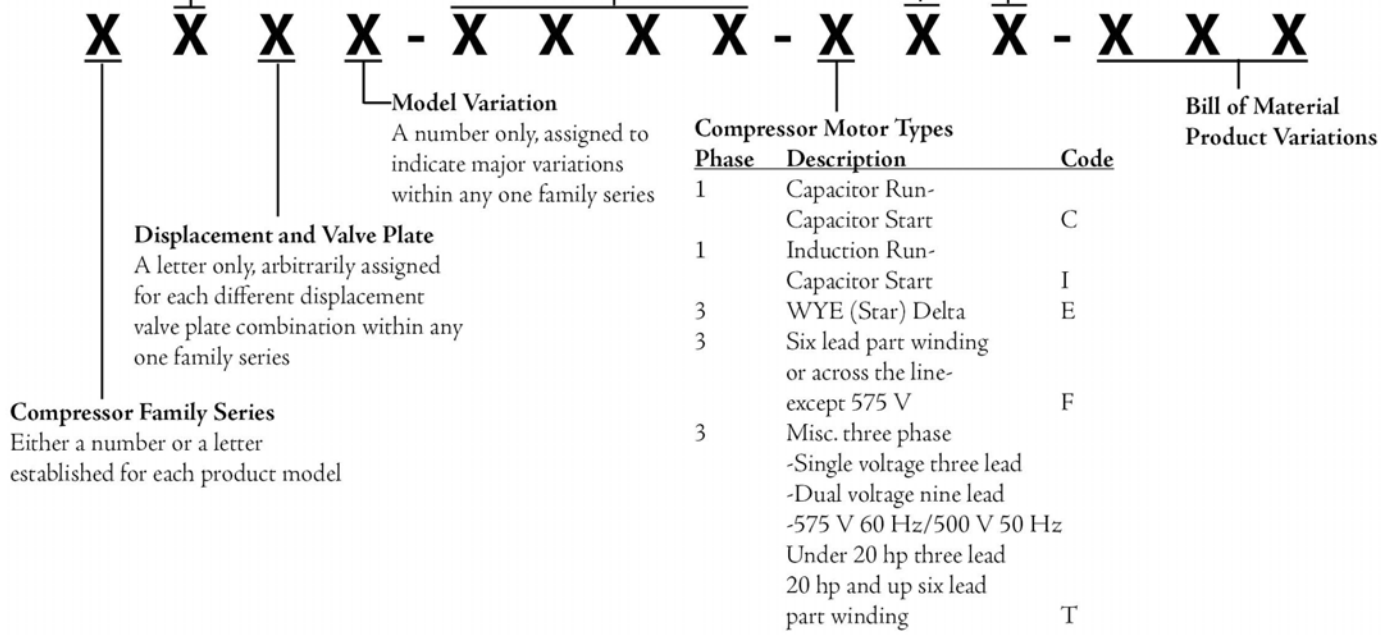 X X X X - X X X X - X X X - X X X
Model Variation
A number only, assigned to
indicate major variations
within any one family series
Displacement and Valve Plate
A letter only, arbitrarily assigned
for each different displacement
valve plate combination within any
one family series
Compressor Family Series
Either a number or a letter
established for each product model
Compressor Motor Types
Phase Description Code
1 Capacitor Run-
Capacitor Start C
1 Induction Run-
Capacitor Start I
3 WYE (Star) Delta E
3 Six lead part winding
or across the line-
except 575 V F
3 Misc. three phase
-Single voltage three lead
-Dual voltage nine lead
-575 V 60 Hz/500 V 50 Hz
Under 20 hp three lead
20 hp and up six lead
part winding T
Bill of Material
Product Variations